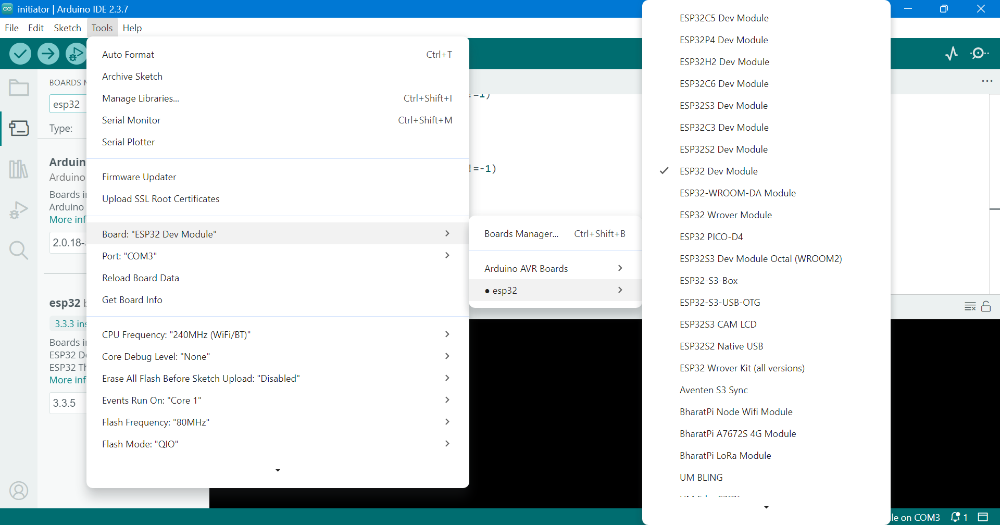 initiator | Arduino IDE 2.3.7
File Edit Sketch Tools Help
BOARDS
esp32
Type:
Arduin
Arduino
Boards
Arduino
More inf
2.0.18-
esp32
3.3.3 ins
Boards
ESP32
ESP32
More inf
3.3.5
Auto Format Ctrl+T
Archive Sketch
Manage Libraries... Ctrl+Shift+I
Serial Monitor Ctrl+Shift+M
Serial Plotter
Firmware Updater
Upload SSL Root Certificates
Board: "ESP32 Dev Module"
Port: "COM3"
Reload Board Data
Get Board Info
CPU Frequency: "240MHz (WiFi/BT)"
Core Debug Level: "None"
Erase All Flash Before Sketch Upload: "Disabled"
Events Run On: "Core 1"
Flash Frequency: "80MHz"
Flash Mode: "QIO"
!=-1)
Boards Manager... Ctrl+Shift+B
Arduino AVR Boards
● esp32
ESP32C5 Dev Module
ESP32P4 Dev Module
ESP32H2 Dev Module
ESP32C6 Dev Module
ESP32S3 Dev Module
ESP32C3 Dev Module
ESP32S2 Dev Module
ESP32 Dev Module
ESP32-WROOM-DA Module
ESP32 Wrover Module
ESP32 PICO-D4
ESP32S3 Dev Module Octal (WROOM2)
ESP32-S3-Box
ESP32-S3-USB-OTG
ESP32S3 CAM LCD
ESP32S2 Native USB
ESP32 Wrover Kit (all versions)
Aventen S3 Sync
BharatPi Node Wifi Module
BharatPi A7672S 4G Module
BharatPi LoRa Module
UM BLING
le on COM3 1